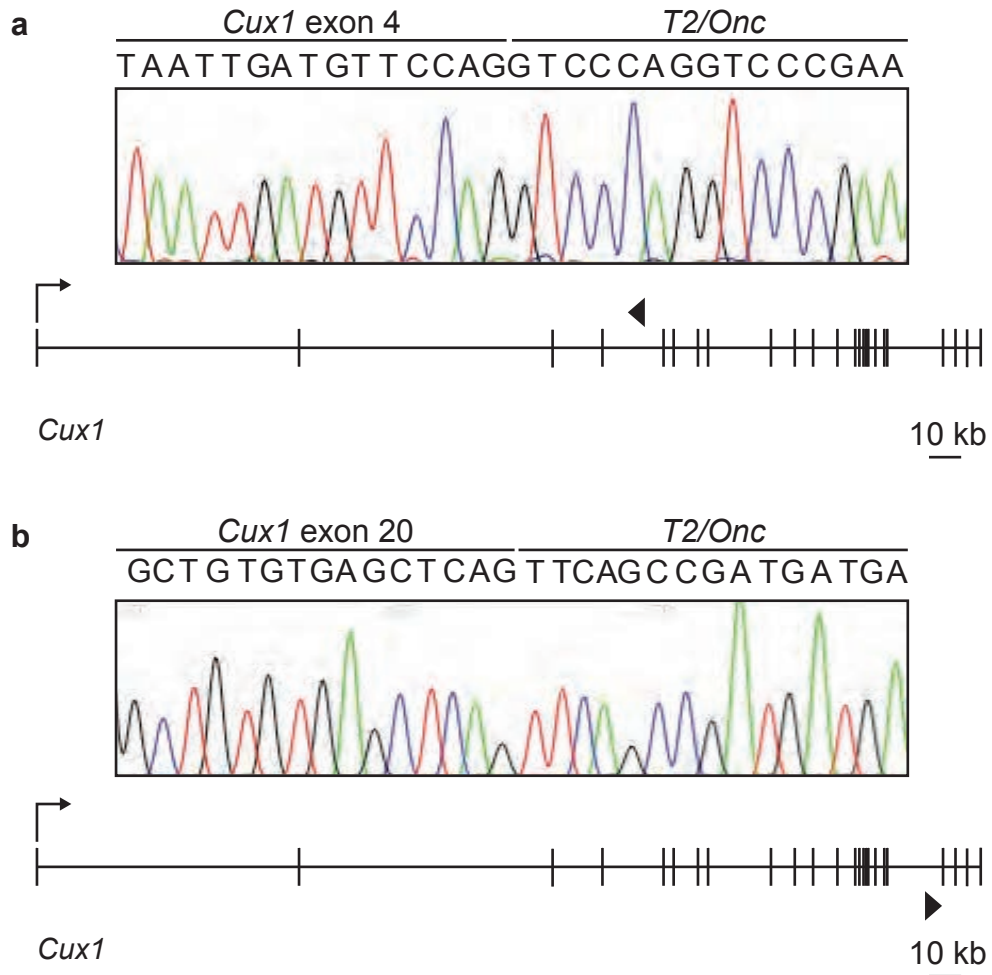 a
Cux1 exon 4 T2/Onc
TAATTGATGTTCCAGGTCCCAGGTCCCGAA
Cux1
10 kb
b
Cux1 exon 20 T2/Onc
GCTGTGTGAGCTCAGTTCAGCCGATGATGA
Cux1
10 kb